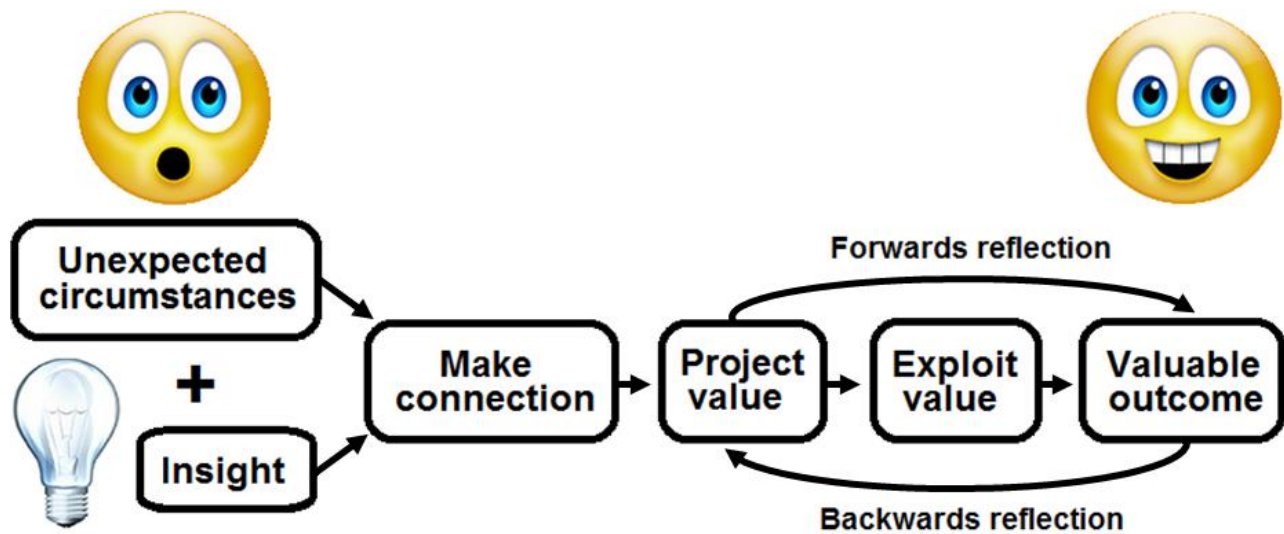 Unexpected
circumstances
+
Insight
Make
connection
Forwards reflection
Project
value
Exploit
value
Valuable
outcome
Backwards reflection